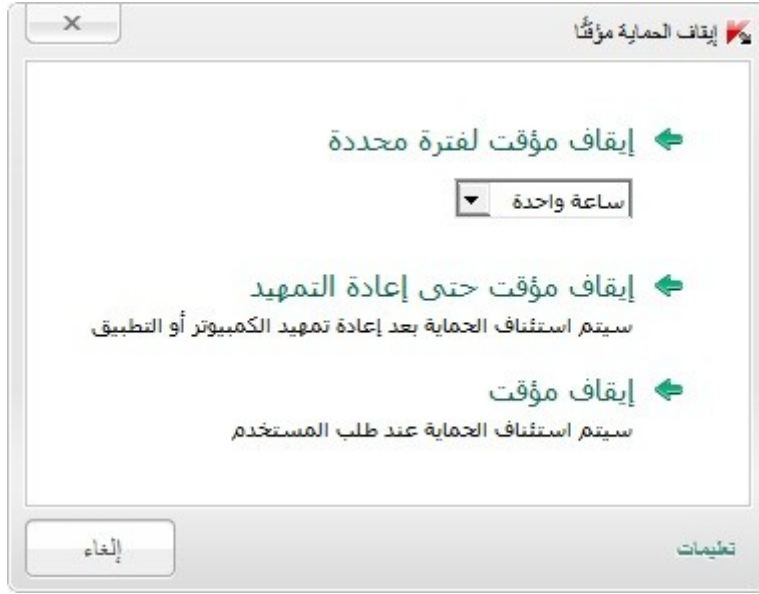 إيقاف الحماية مؤقتًا
إيقاف مؤقت لفترة محددة
ساعة واحدة
إيقاف مؤقت حتى إعادة التمهيد
سيتم استئناف الحماية بعد إعادة تمهيد الكمبيوتر أو التطبيق
إيقاف مؤقت
سيتم استئناف الحماية عند طلب المستخدم
تعليمات
إلغاء